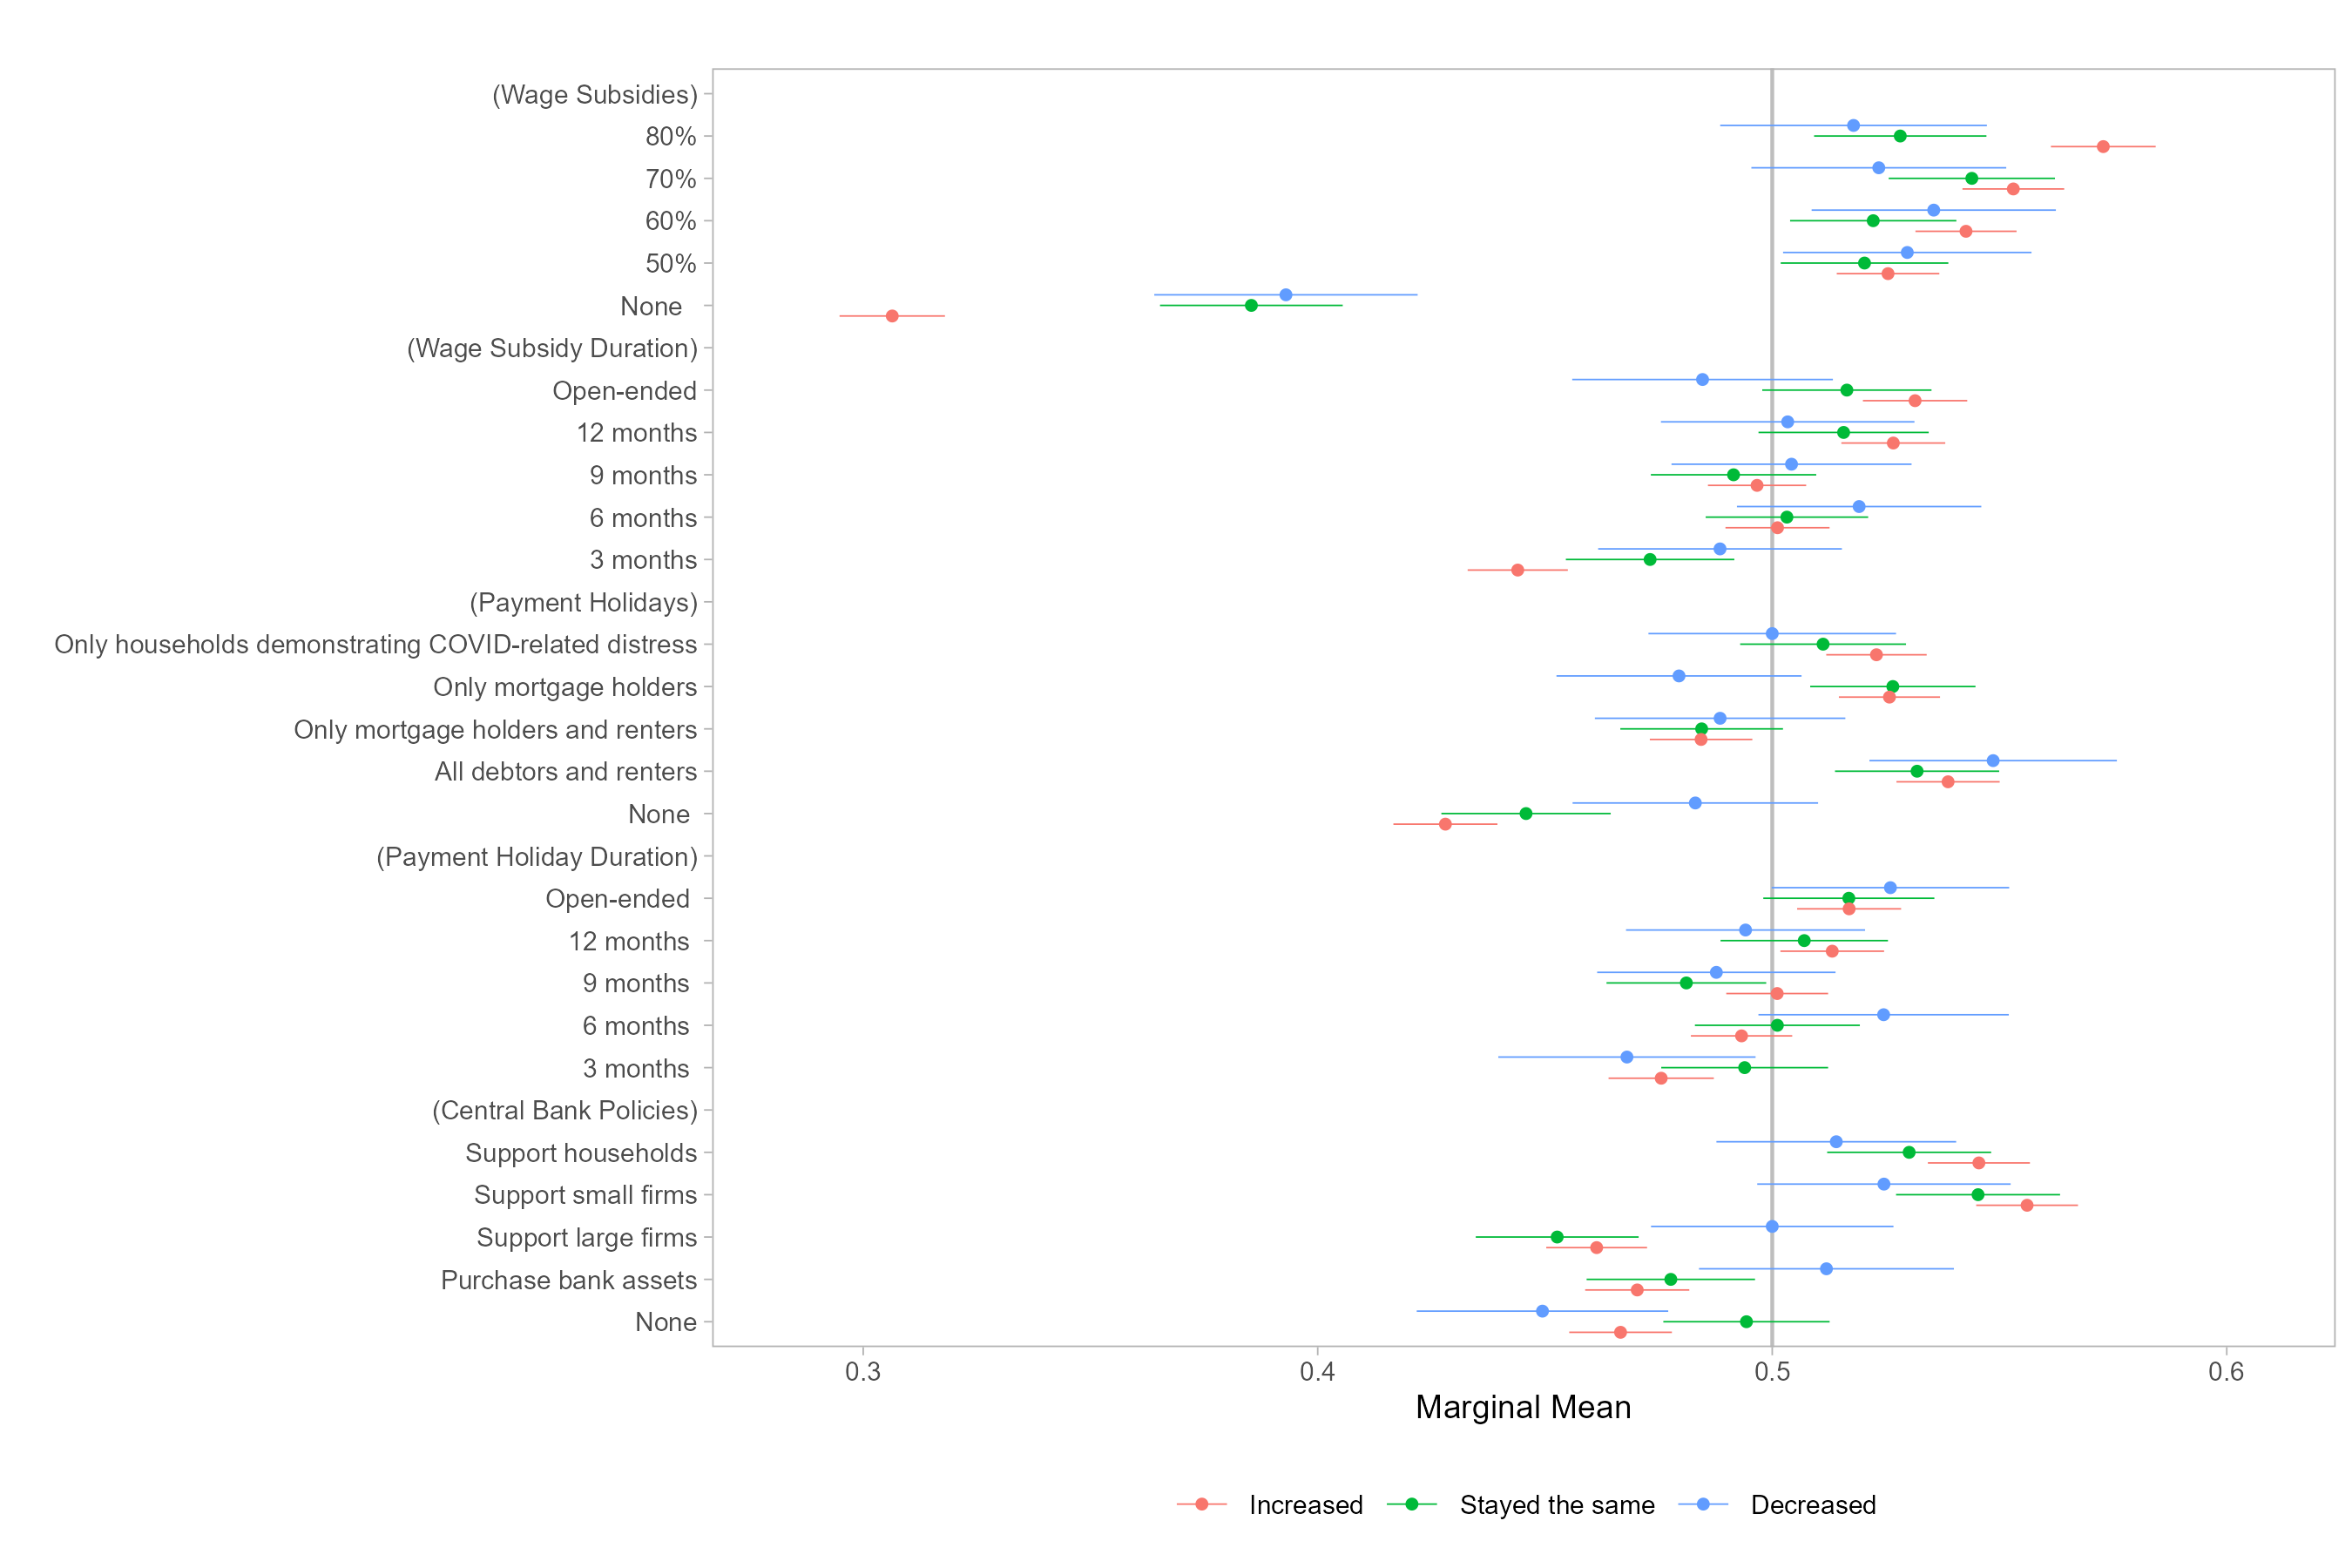 (Wage Subsidies)
80%
70%
60%
50%
None
(Wage Subsidy Duration)
Open-ended
12 months
9 months
6 months
3 months
(Payment Holidays)
Only households demonstrating COVID-related distress
Only mortgage holders
Only mortgage holders and renters
All debtors and renters
None
(Payment Holiday Duration)
Open-ended
12 months
9 months
6 months
3 months
(Central Bank Policies)
Support households
Support small firms
Support large firms
Purchase bank assets
None
0.3 0.4 0.5 0.6
Marginal Mean
Increased Stayed the same Decreased